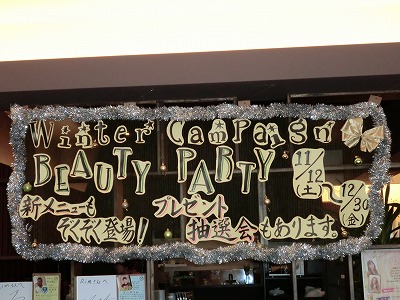 Winter Campaign
BEAUTY PARTY 11/12(土)～12/30(金)
新メニューも プレゼント
ぞくぞく登場! 抽選会もあります。